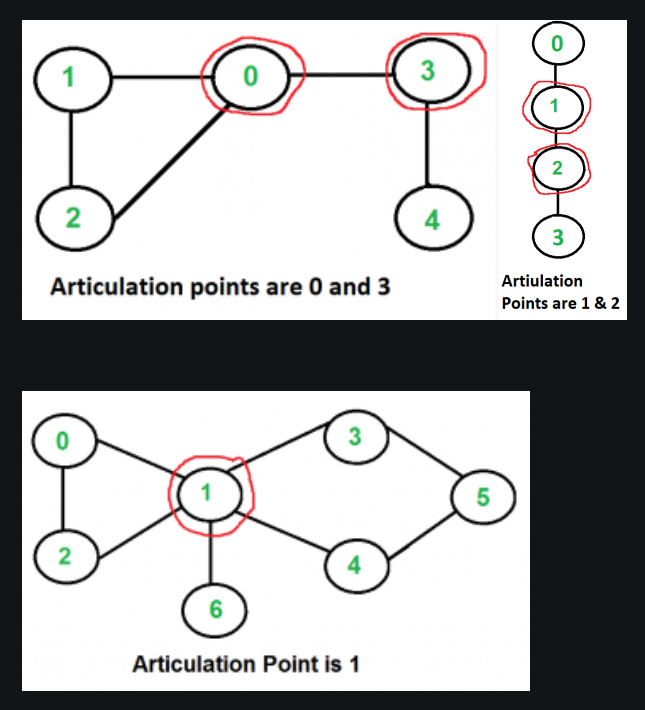 1 0 3
2 4
Articulation points are 0 and 3
0
1
2
3
Artiulation
Points are 1 & 2
0 3
1 5
2 4
6
Articulation Point is 1